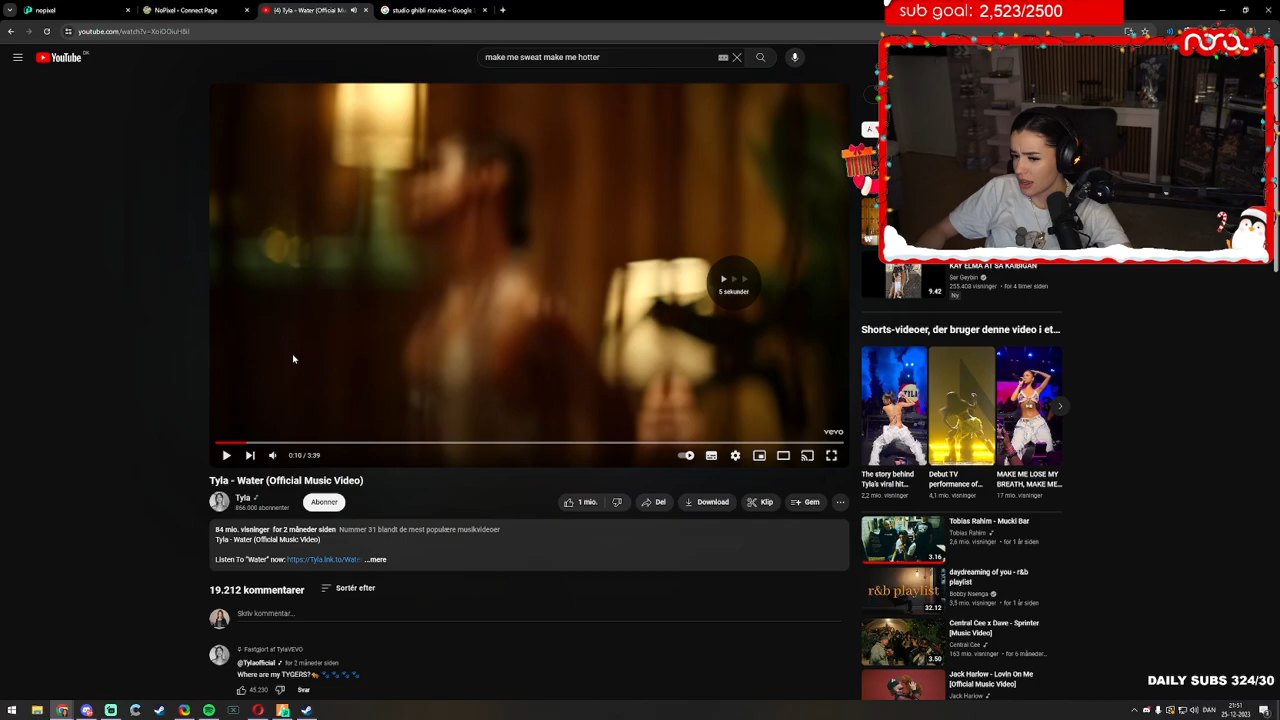 nopixel
NoPixel - Connect Page
(4) Tyla - Water (Official Mu
studio ghibli movies - Google S
sub goal: 2,523/2500
youtube.com/watch?v=XoiOOiuH8iI
YouTube DK
make me sweat make me hotter
nora
5 sekunder
vevo
0:10 / 3:39
Tyla - Water (Official Music Video)
Tyla
866.000 abonnenter
Abonner
1 mio.
Del
Download
Klip
Gem
84 mio. visninger for 2 måneder siden Nummer 31 blandt de mest populære musikvideoer
Tyla - Water (Official Music Video)
Listen To "Water" now: https://Tyla.lnk.to/Wate ...mere
19.212 kommentarer
Sortér efter
Skriv kommentar...
Fastgjort af TylaVEVO
@Tylaofficial for 2 måneder siden
Where are my TYGERS?
45.230
Svar
KAY ELMA AT SA KAIBIGAN
Sør Geybin
255.408 visninger • for 4 timer siden
Ny
9.42
Shorts-videoer, der bruger denne video i et...
The story behind Tyla's viral hit...
2,2 mio. visninger
Debut TV performance of...
4,1 mio. visninger
MAKE ME LOSE MY BREATH, MAKE ME...
17 mio. visninger
Tobias Rahim - Mucki Bar
Tobias Rahim
2,6 mio. visninger • for 1 år siden
3.16
daydreaming of you - r&b playlist
Bobby Nsenga
3,5 mio. visninger • for 1 år siden
r&b playlist
32.12
Central Cee x Dave - Sprinter [Music Video]
Central Cee
163 mio. visninger • for 6 måneder...
3.50
Jack Harlow - Lovin On Me [Official Music Video]
Jack Harlow
DAILY SUBS 324/30
DAN
21:51
25-12-2023